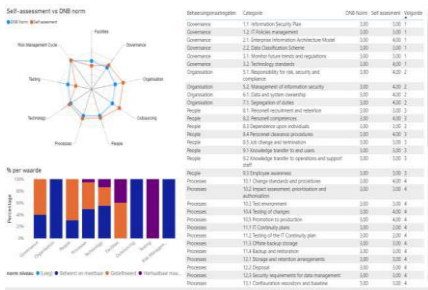 Self-assessment vs DNB norm
DNB norm Self-assessment
Facilities
Risk Management Cycle
Governance
Testing
Organisation
Technology
Outsourcing
Processes
People
% per waarde
Percentage
100%
80%
60%
40%
20%
0%
100%
Governance
Organisation
People
Processes
Technology
Facilities
Outsourcing
Testing
norm niveau (Leeg) Beheerst en meetbaar Gedefinieerd
Beheersingsmaatregelen Categorie DNB Norm Self assesment Volgorde
Governance 1.1: Information Security Plan 3,00 3,00 1
Governance 1.2: IT Policies management 3,00 3,00 1
Governance 2.1: Enterprise Information Architecture Model 3,00 4,00 1
Governance 2.2: Data Classification Scheme 3,00 3,00 1
Governance 3.1: Monitor future trends and regulations 3,00 3,00 1
Governance 3.2: Technology standards 3,00 4,00 1
Organisation 5.1: Responsibility for risk, security and compliance 3,00 4,00 2
Organisation 5.2: Management of information security 3,00 4,00 2
Organisation 6.1: Data and system ownership 3,00 4,00 2
Organisation 7.1: Segregation of duties 3,00 4,00 2
People 8.1 Personnel recruitment and retention 3,00 3,00
People 8.2 Personnel competences 3,00 4,00 3
People 8.3 Dependence upon individuals 3,00 3,00 3
People 8.4 Personnel clearance procedures 3,00 4,00 3
People 8.5 Job change and termination 3,00 3,00 3
People 9.1 Knowledge transfer to end users 3,00 3,00 3
People 9.2 Knowledge transfer to operations and support staff 3,00 3,00 3
People 9.3 Employee awareness 3,00 3,00 3
Processes 10.1 Change standards and procedures 3,00 4,00 4
Processes 10.2 Impact assessment, prioritisation and authorisation 3,00 3,00 4
Processes 10.3 Test environment 3,00 3,00 4
Processes 10.4 Testing of changes 3,00 4,00 4
Processes 10.5 Promotion to production 3,00 4,00 4
Processes 11.1 IT Continuity plans 3,00 3,00 4
Processes 11.2 Testing of the IT Continuity plan 3,00 3,00 4
Processes 11.3 Offsite backup storage 3,00 3,00 4
Processes 11.4 Backup and restoration 3,00 3,00 4
Processes 12.1 Storage and retention arrangements 3,00 3,00 4
Processes 12.2 Disposal 3,00 3,00 4
Processes 12.3 Security requirements for data management 3,00 3,00 4
Processes 13.1 Configuration repository and baseline 3,00 3,00 4